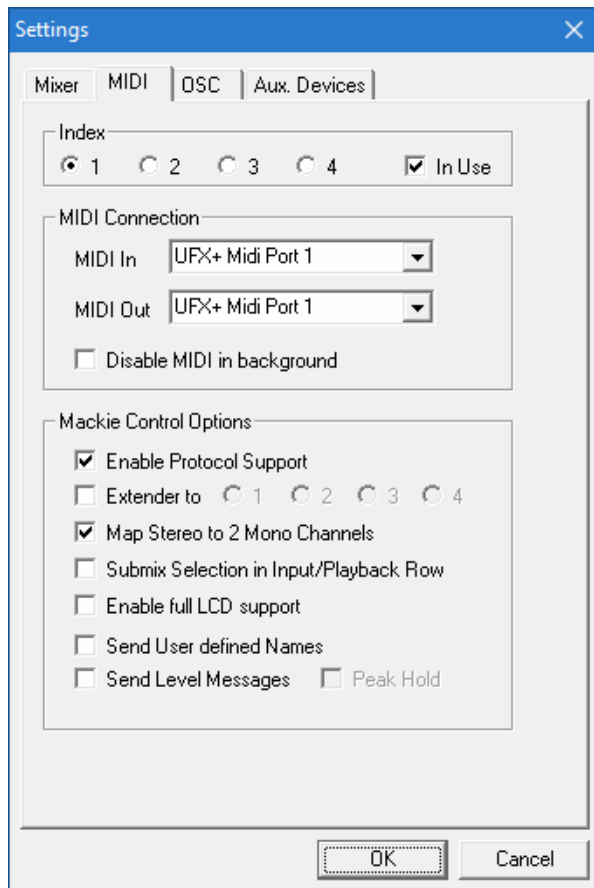 Settings
Mixer MIDI OSC Aux. Devices
Index
1 2 3 4 In Use
MIDI Connection
MIDI In UFX+ Midi Port 1
MIDI Out UFX+ Midi Port 1
Disable MIDI in background
Mackie Control Options
Enable Protocol Support
Extender to 1 2 3 4
Map Stereo to 2 Mono Channels
Submix Selection in Input/Playback Row
Enable full LCD support
Send User defined Names
Send Level Messages Peak Hold
OK Cancel